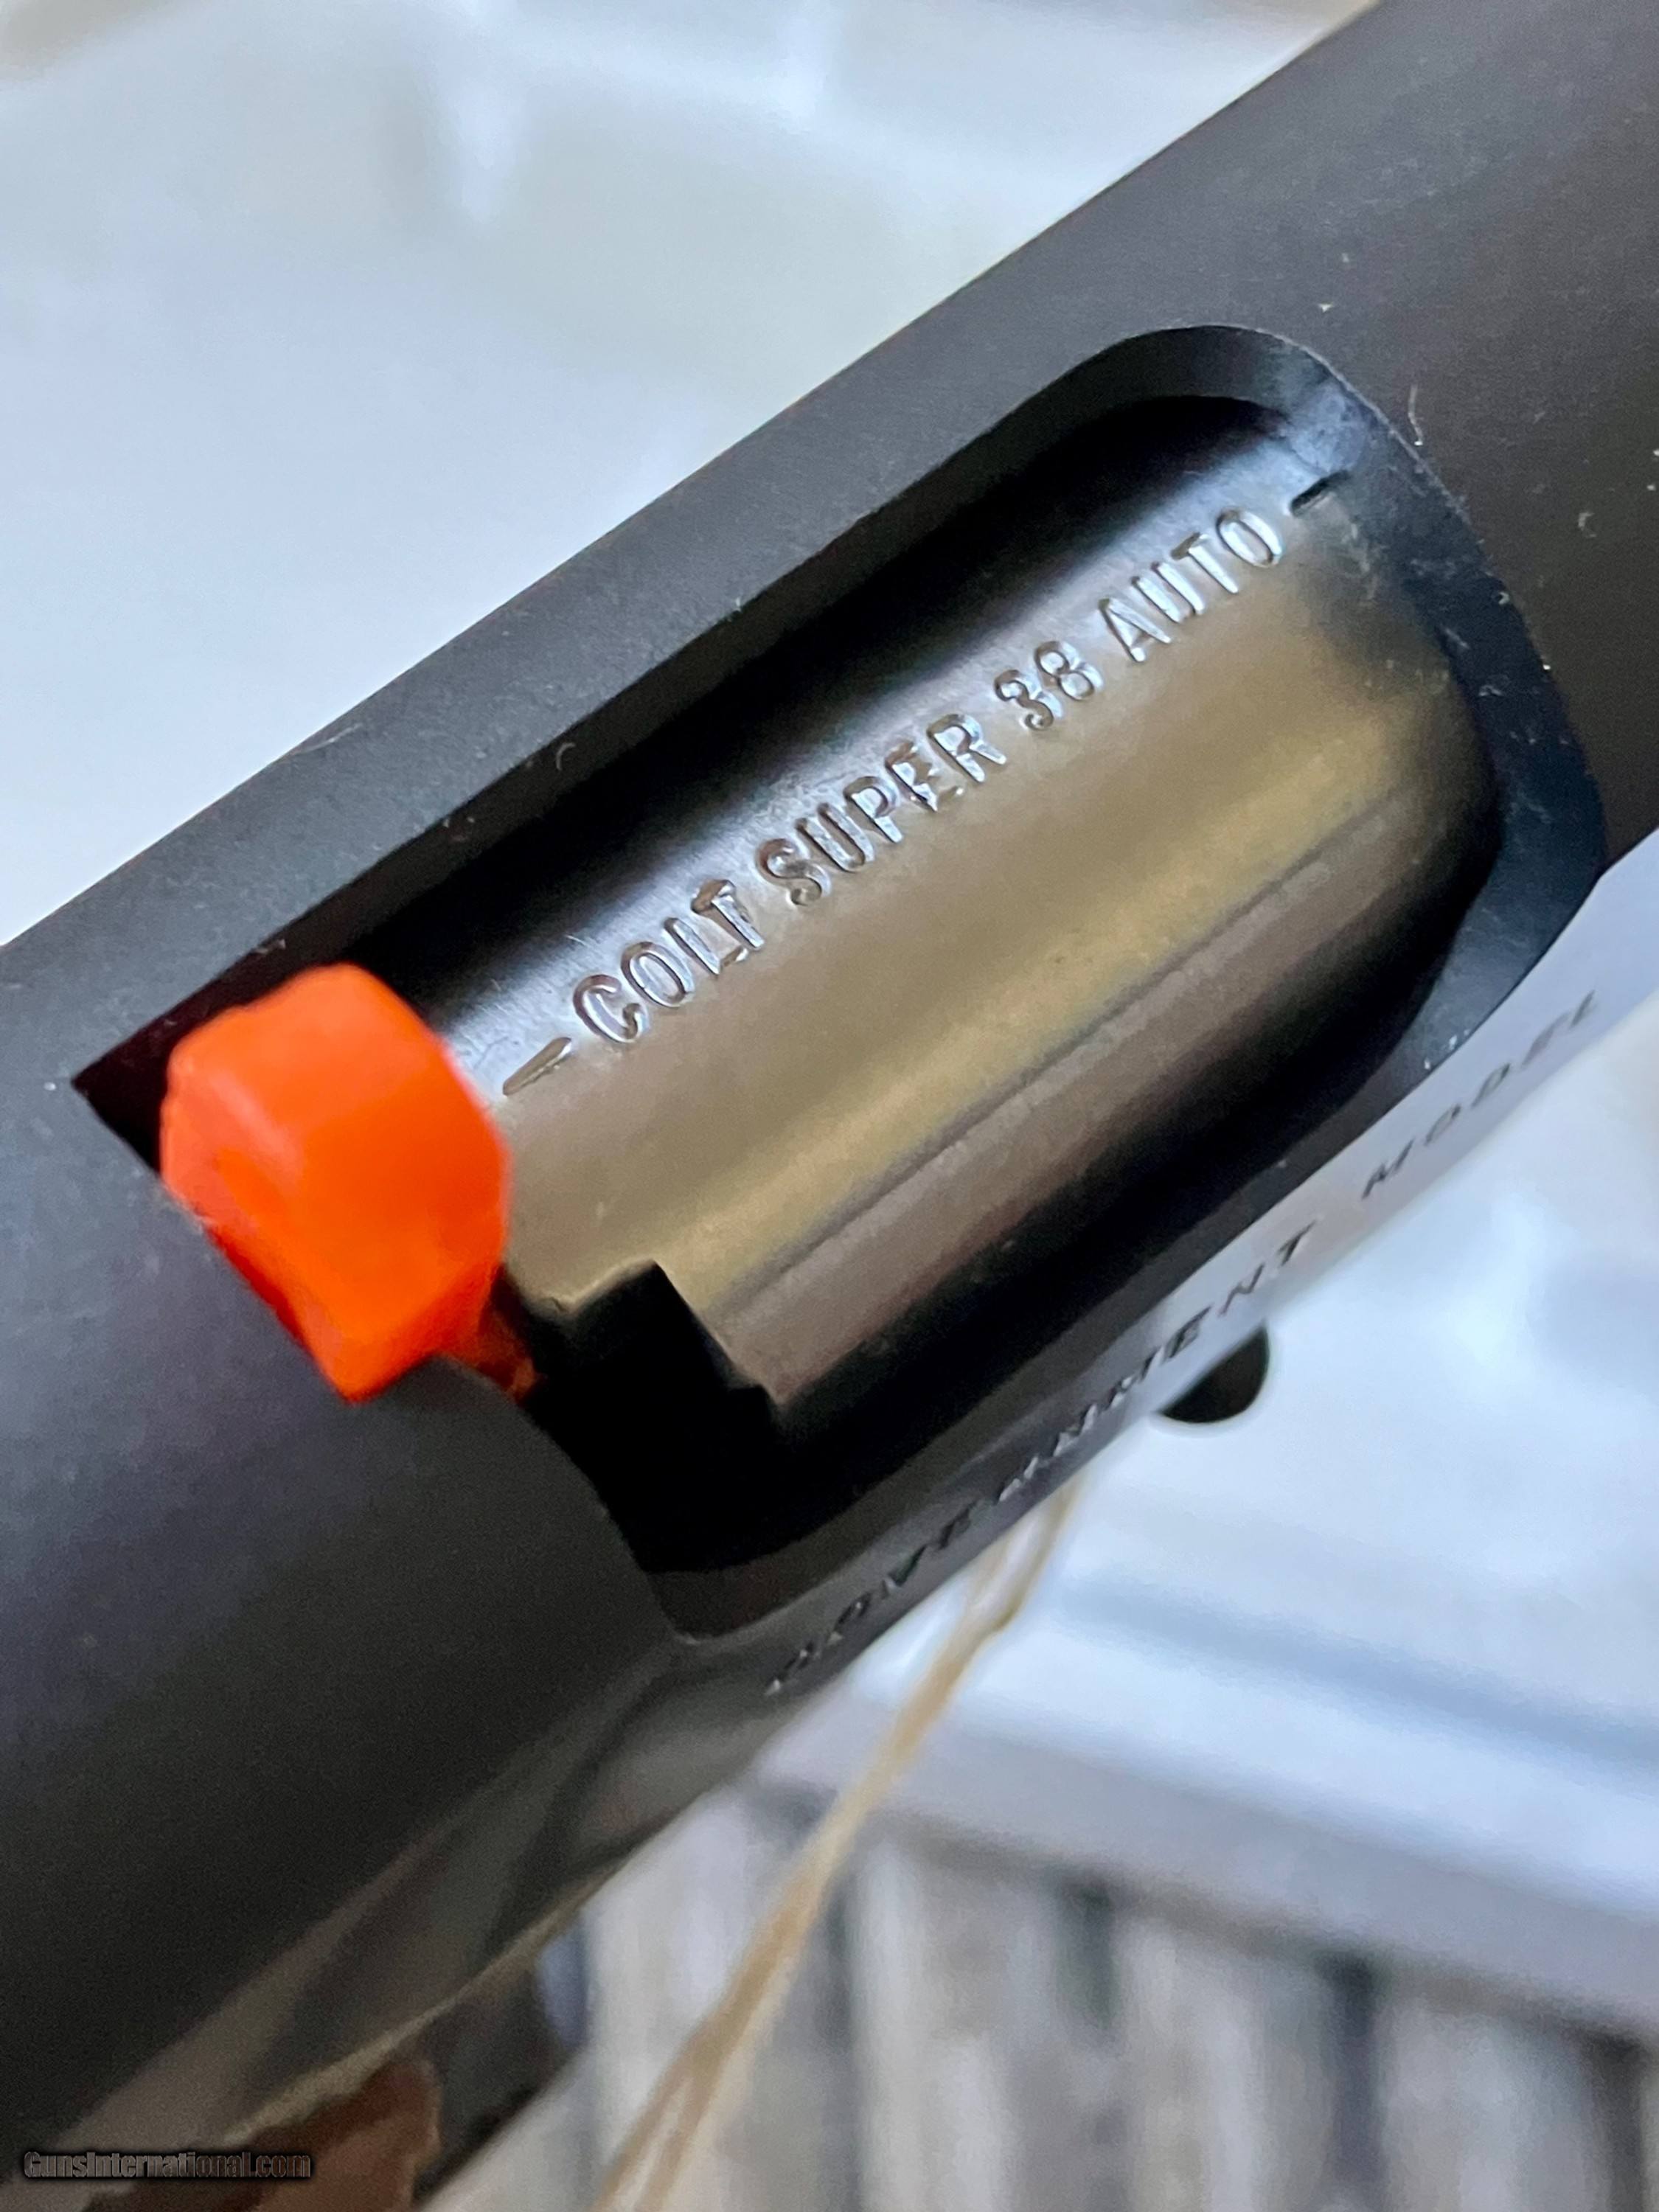 –COLT SUPER 38 AUTO–
GOVERNMENT MODEL
GunsInternational.com